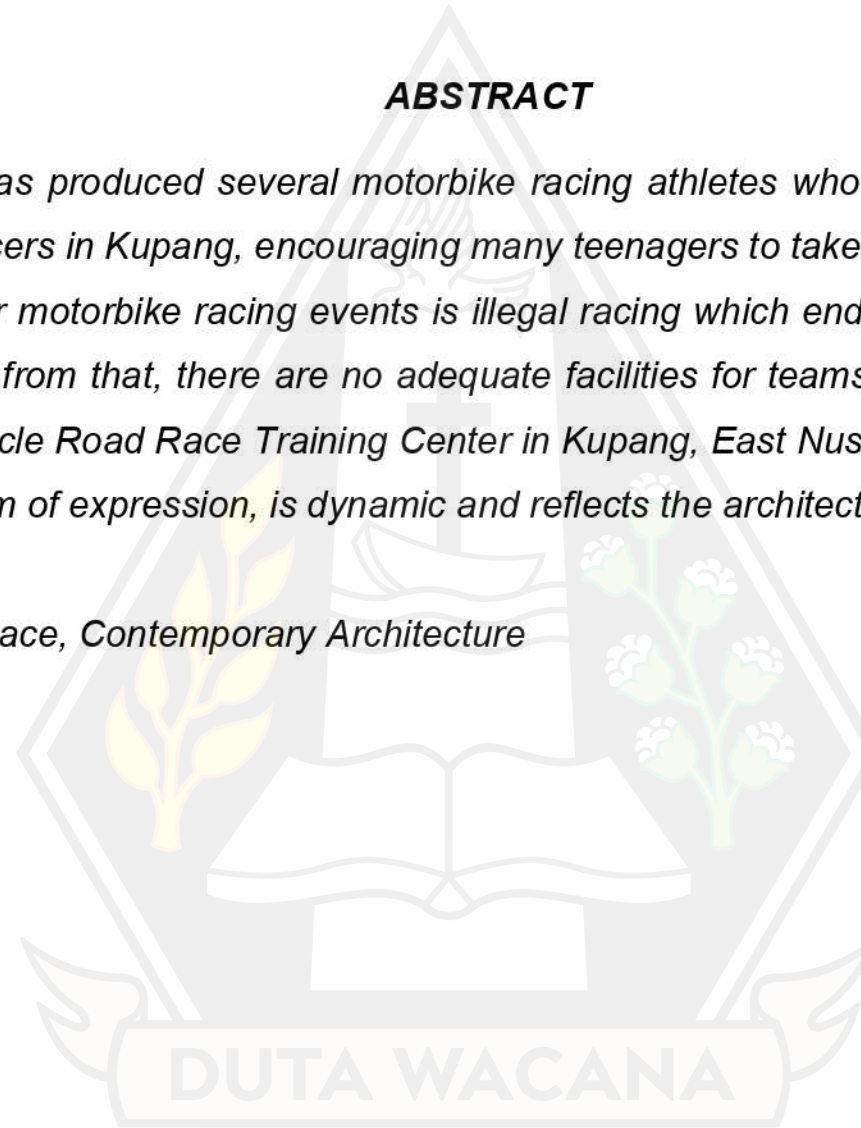 ABSTRACT
as produced several motorbike racing athletes who
cers in Kupang, encouraging many teenagers to take
r motorbike racing events is illegal racing which end
from that, there are no adequate facilities for teams
cle Road Race Training Center in Kupang, East Nus
m of expression, is dynamic and reflects the architect
ace, Contemporary Architecture
DUTA WACANA